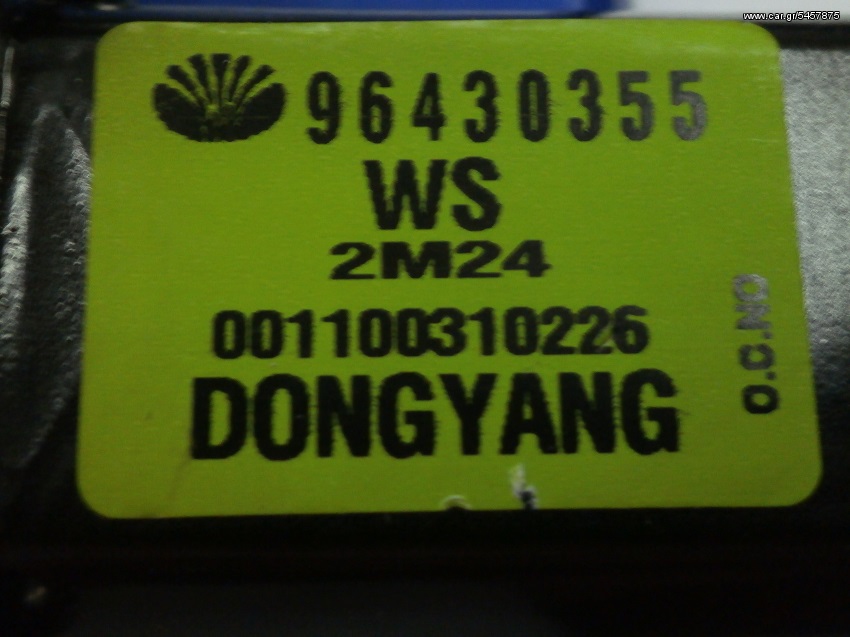 www.car.gr/5457875
96430355
WS
2M24
001100310226
DONGYANG
O.C.NO